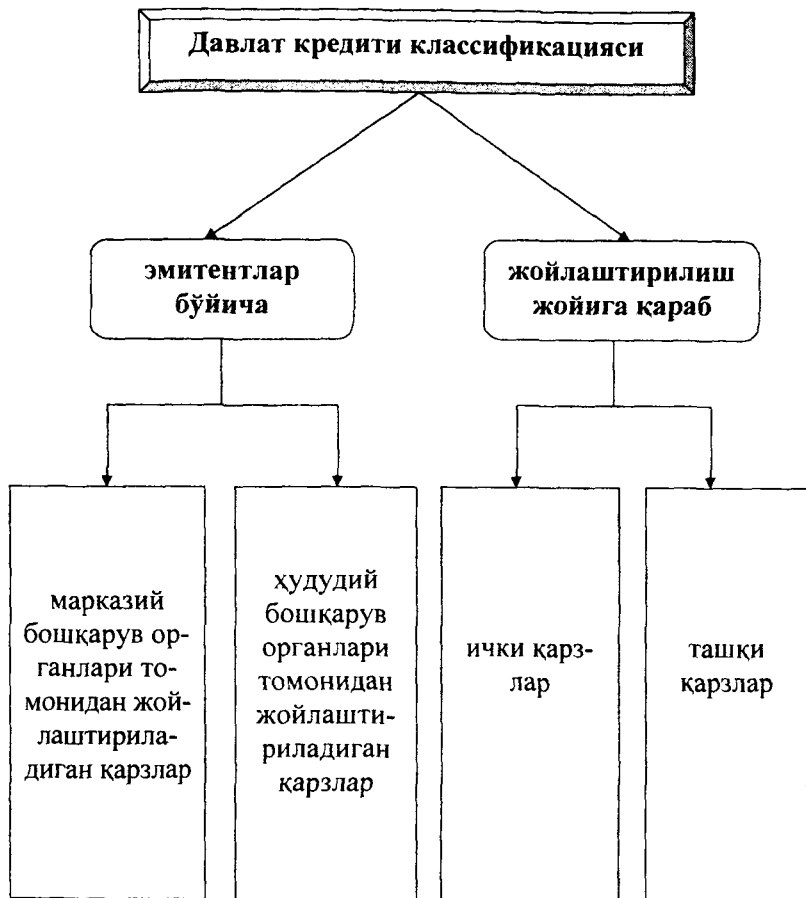 Давлат кредити классификацияси
эмитентлар
бўйича
жойлаштирилиш
жойига қараб
марказий
бошқарув ор-
ганлари то-
монидан жой-
лаштирила-
диган қарзлар
ҳудудий
бошқарув
органлари
томонидан
жойлашти-
риладиган
қарзлар
ички қарз-
лар
ташқи
қарзлар